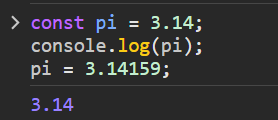 > const pi = 3.14;
console.log(pi);
pi = 3.14159;
3.14